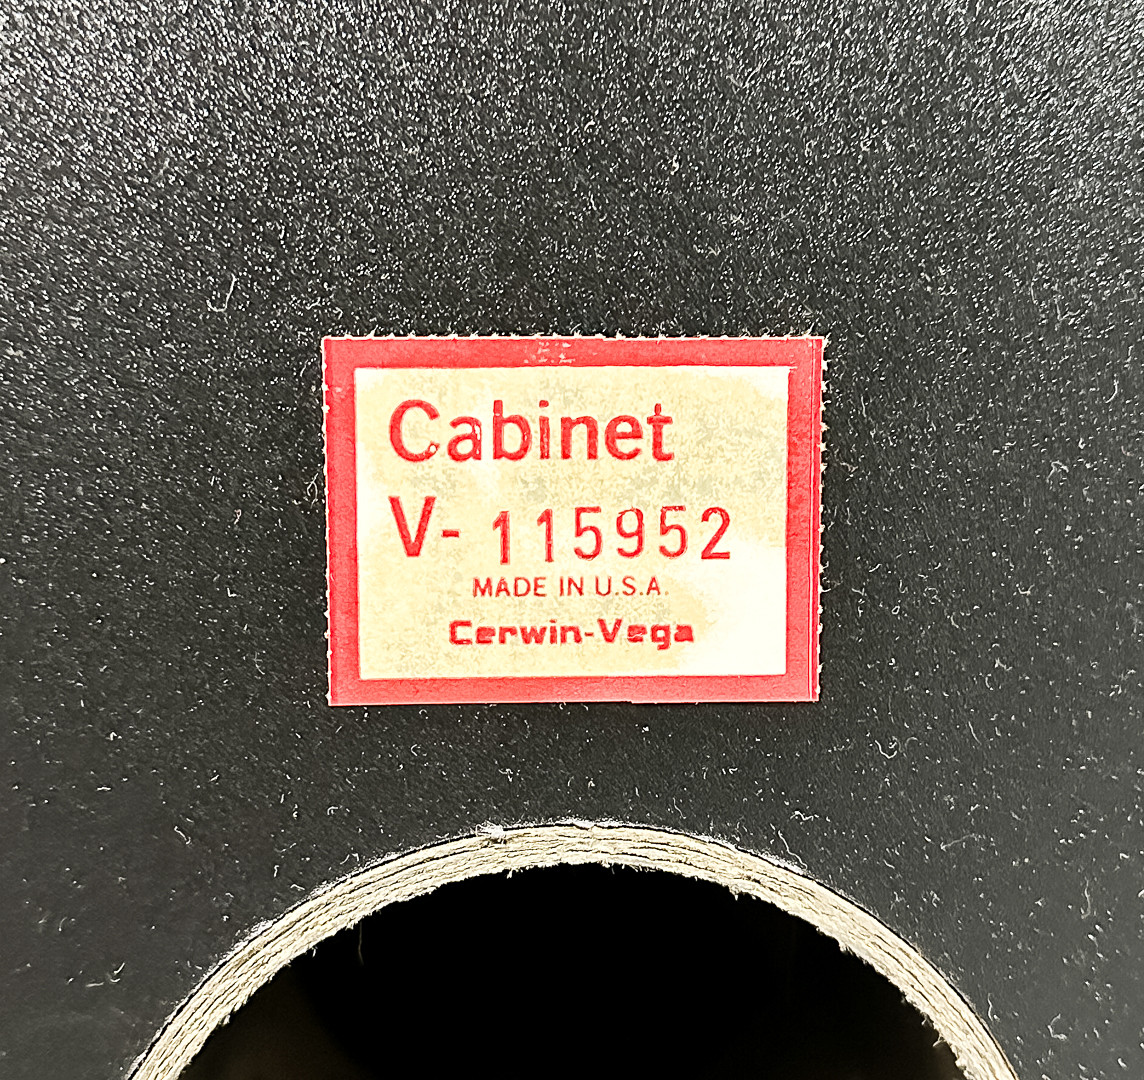 Cabinet
V- 115952
MADE IN U.S.A.
Cerwin-Vega